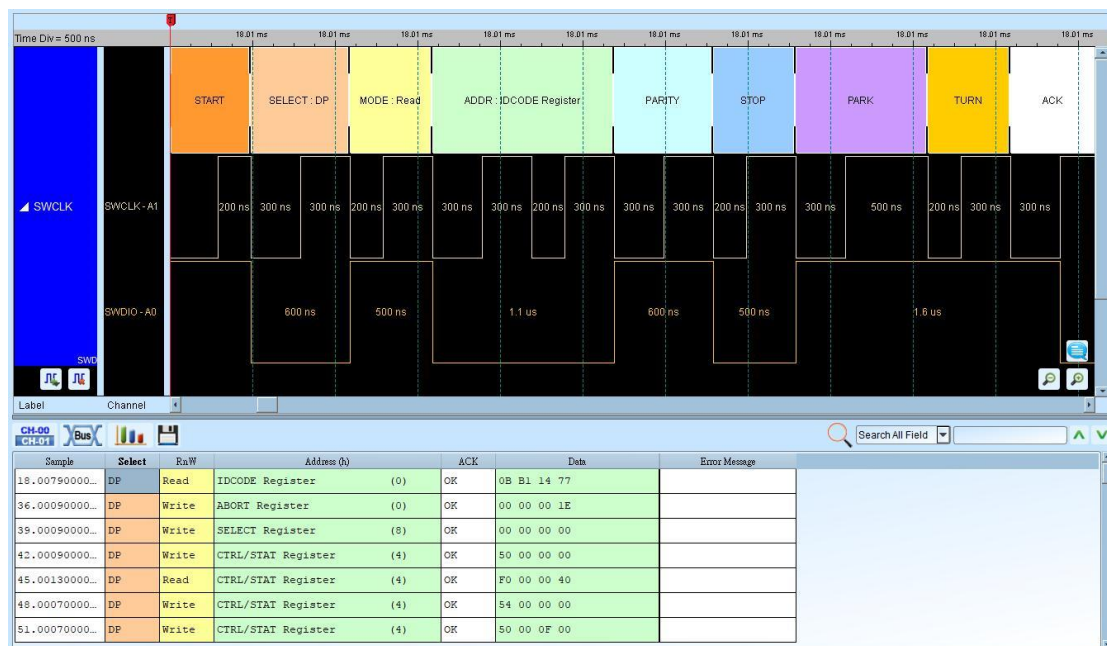 Time Div = 500 ns 18.01 ms 18.01 ms 18.01 ms 18.01 ms 18.01 ms 18.01 ms 18.01 ms 18.01 ms 18.01 ms 18.01 ms 18.01 ms
START SELECT : DP MODE : Read ADDR : IDCODE Register PARITY STOP PARK TURN ACK
SWCLK SWCLK - A1 200 ns 300 ns 300 ns 200 ns 300 ns 300 ns 300 ns 200 ns 300 ns 300 ns 300 ns 200 ns 300 ns 300 ns 500 ns 200 ns 300 ns 300 ns
SWDIO - A0 600 ns 500 ns 1.1 us 600 ns 500 ns 1.6 us
SWD
Label Channel
CH-00
CH-01 Bus Search All Field
Sample Select RnW Address (h) ACK Data Error Message
18.00790000... DP Read IDCODE Register (0) OK 0B B1 14 77
36.00090000... DP Write ABORT Register (0) OK 00 00 00 1E
39.00090000... DP Write SELECT Register (8) OK 00 00 00 00
42.00090000... DP Write CTRL/STAT Register (4) OK 50 00 00 00
45.00130000... DP Read CTRL/STAT Register (4) OK F0 00 00 40
48.00070000... DP Write CTRL/STAT Register (4) OK 54 00 00 00
51.00070000... DP Write CTRL/STAT Register (4) OK 50 00 0F 00